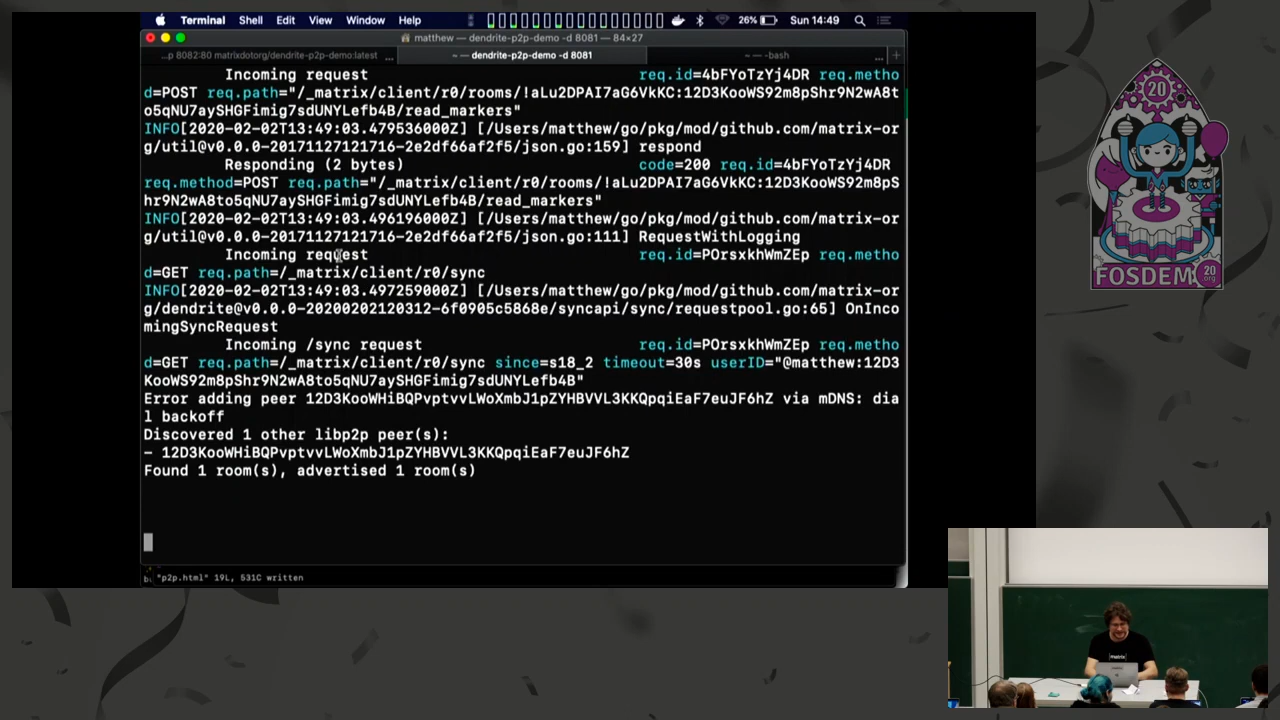 Terminal Shell Edit View Window Help 26% Sun 14:49
matthew — dendrite-p2p-demo -d 8081 — 84×27
...p 8082:80 matrixdotorg/dendrite-p2p-demo:latest ... ~ — dendrite-p2p-demo -d 8081 ~ — -bash ... +
Incoming request req.id=4bFYoTzYj4DR req.metho
d=POST req.path="/_matrix/client/r0/rooms/!aLu2DPAI7aG6VkKC:12D3KooWS92m8pShr9N2wA8t
o5qNU7aySHGFimig7sdUNYLefb4B/read_markers"
INFO[2020-02-02T13:49:03.479536000Z] [/Users/matthew/go/pkg/mod/github.com/matrix-or
g/util@v0.0.0-20171127121716-2e2df66af2f5/json.go:159] respond
Responding (2 bytes) code=200 req.id=4bFYoTzYj4DR
req.method=POST req.path="/_matrix/client/r0/rooms/!aLu2DPAI7aG6VkKC:12D3KooWS92m8pS
hr9N2wA8to5qNU7aySHGFimig7sdUNYLefb4B/read_markers"
INFO[2020-02-02T13:49:03.496196000Z] [/Users/matthew/go/pkg/mod/github.com/matrix-or
g/util@v0.0.0-20171127121716-2e2df66af2f5/json.go:111] RequestWithLogging
Incoming request req.id=POrsxkhWmZEp req.metho
d=GET req.path=/_matrix/client/r0/sync
INFO[2020-02-02T13:49:03.497259000Z] [/Users/matthew/go/pkg/mod/github.com/matrix-or
g/dendrite@v0.0.0-20200202120312-6f0905c5868e/syncapi/sync/requestpool.go:65] OnInco
mingSyncRequest
Incoming /sync request req.id=POrsxkhWmZEp req.metho
d=GET req.path=/_matrix/client/r0/sync since=s18_2 timeout=30s userID="@matthew:12D3
KooWS92m8pShr9N2wA8to5qNU7aySHGFimig7sdUNYLefb4B"
Error adding peer 12D3KooWHiBQPvptvvLWoXmbJ1pZYHBVVL3KKQpqiEaF7euJF6hZ via mDNS: dia
l backoff
Discovered 1 other libp2p peer(s):
- 12D3KooWHiBQPvptvvLWoXmbJ1pZYHBVVL3KKQpqiEaF7euJF6hZ
Found 1 room(s), advertised 1 room(s)
"p2p.html" 19L, 531C written
20
FOSDEM 20
.org
[matrix]